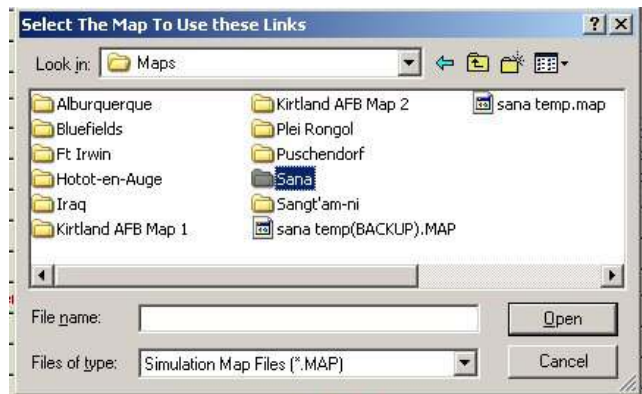 Select The Map To Use these Links
Look in: Maps
Alburquerque
Bluefields
Ft Irwin
Hotot-en-Auge
Iraq
Kirtland AFB Map 1
Kirtland AFB Map 2
Plei Rongol
Puschendorf
Sana
Sangt'am-ni
sana temp(BACKUP).MAP
sana temp.map
File name:
Open
Files of type: Simulation Map Files (*.MAP)
Cancel